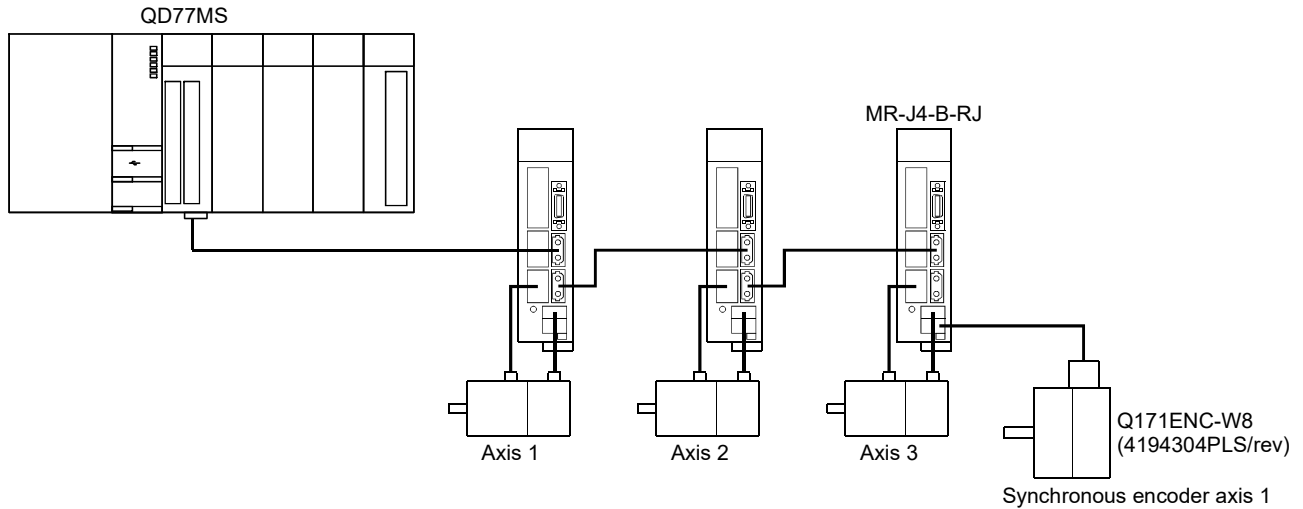 QD77MS
MR-J4-B-RJ
Axis 1
Axis 2
Axis 3
Q171ENC-W8
(4194304PLS/rev)
Synchronous encoder axis 1